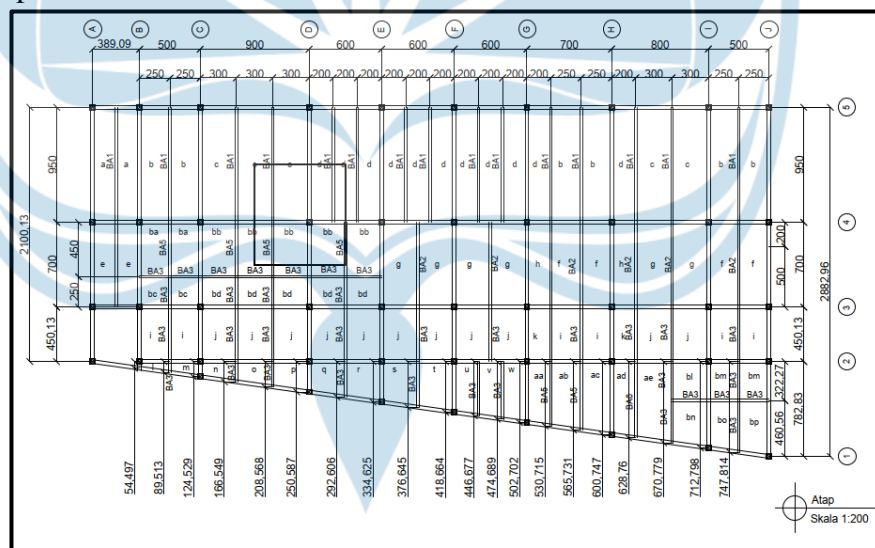 A B C D E F G H I J
389,09 500 900 600 600 600 700 800 500
250 250 300 300 300 200 200 200 200 200 200 200 200 200 200 250 250 200 300 300 250 250
5
950 a BA1 a b BA1 b c BA1 c BA1 c d BA1 d BA1 d d BA1 d BA1 d d BA1 d BA1 d d BA1 b BA1 b d BA1 c BA1 c b BA1 b 950
4
2100,13 700 450 ba ba bb bb bb bb bb 200 700 2882,96
BA5 BA5 BA5 BA5
e e g BA2 g g BA2 g h f BA2 f h BA2 g g f BA2 f
BA3 BA3 BA3 BA3 BA3 BA3 BA3
250 bc BA3 bc bd BA3 bd BA3 bd bd BA3 bd 500
3
450,13 i BA3 i j BA3 j BA3 j j BA3 j j BA3 j j j k i BA3 i k BA3 j BA3 j i BA3 i 450,13
2
l m n o p q r s t u v w aa ab ac ad ae bl bm bm 322,27 782,83
BA3 BA3 BA3 BA3 BA3 BA3 BA3 BA5 BA5 BA5 BA3 BA3
BA3 BA3 BA3
bn bo BA3 bp 460,56
BA3
1
54,497 89,513 124,529 166,549 208,568 250,587 292,606 334,625 376,645 418,664 446,677 474,689 502,702 530,715 565,731 600,747 628,76 670,779 712,798 747,814
Atap
Skala 1:200